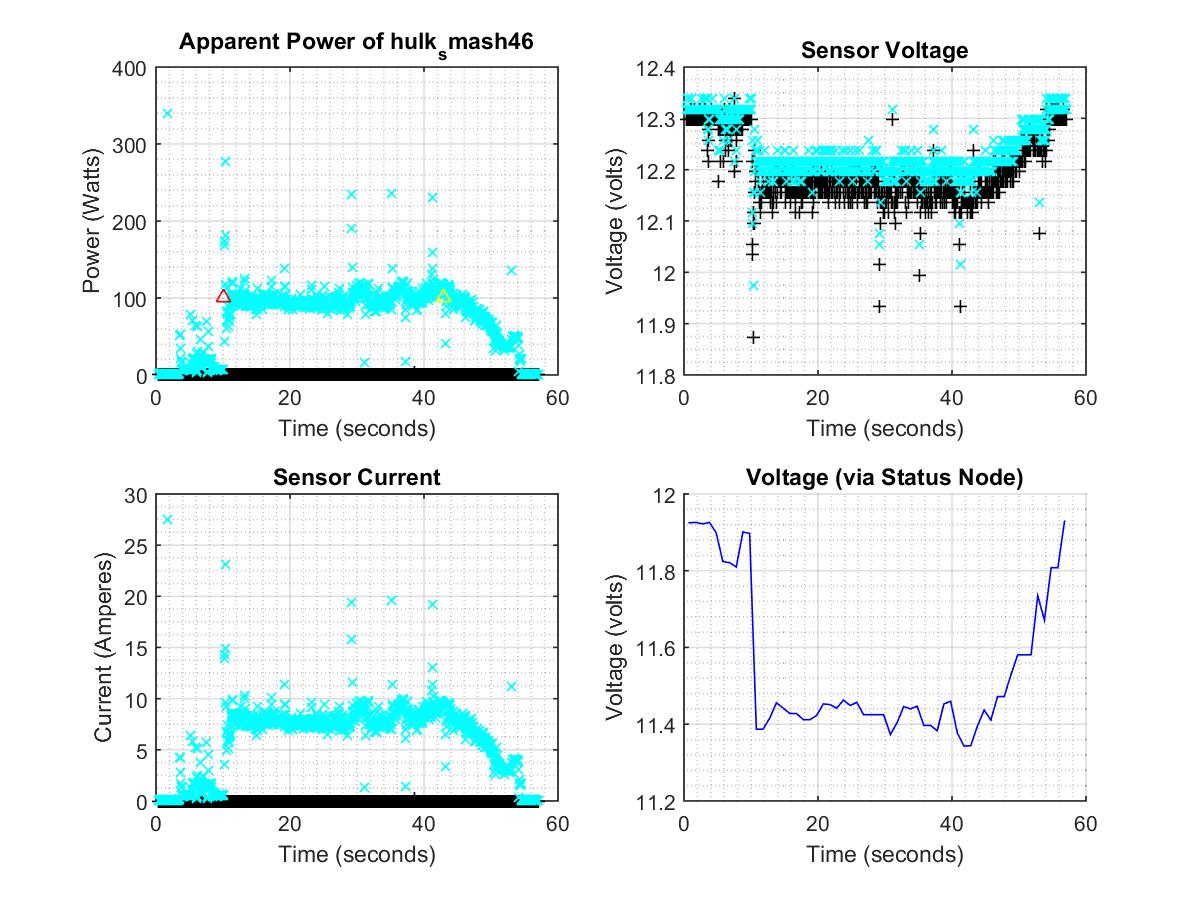 Apparent Power of hulksmash46
Power (Watts)
400
300
200
100
0
0 20 40 60
Time (seconds)
Sensor Voltage
Voltage (volts)
12.4
12.3
12.2
12.1
12
11.9
11.8
0 20 40 60
Time (seconds)
Sensor Current
Current (Amperes)
30
25
20
15
10
5
0
0 20 40 60
Time (seconds)
Voltage (via Status Node)
Voltage (volts)
12
11.8
11.6
11.4
11.2
0 20 40 60
Time (seconds)